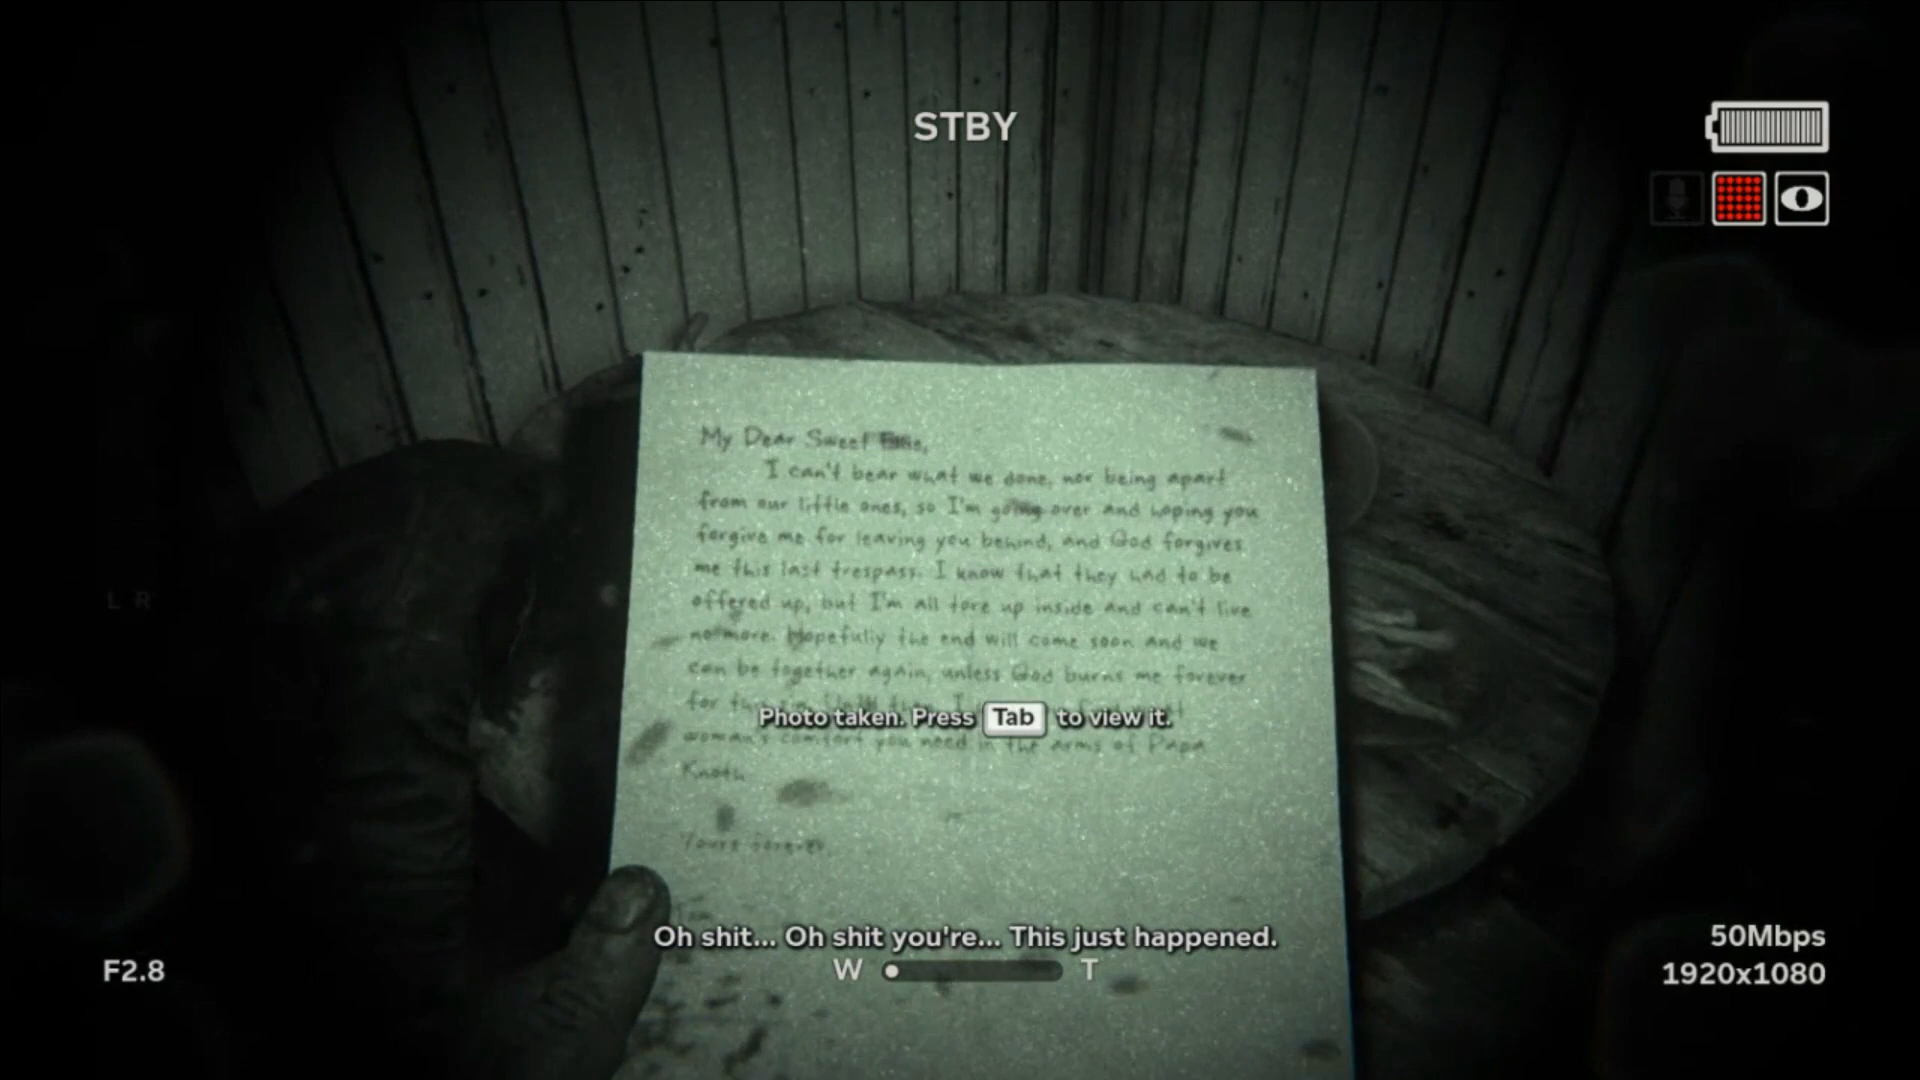 STBY
My Dear Sweet
I can't bear what we done, nor being apart
from our little ones, so I'm going over and hoping you
forgive me for leaving you behind, and God forgives
me this last trespass. I know that they had to be
offered up, but I'm all tore up inside and can't live
no more. Hopefully the end will come soon and we
can be together again, unless God burns me forever
for
Photo taken. Press Tab to view it.
woman's comfort you need in the arms of Papa
Knoth
Yours forever,
Oh shit... Oh shit you're... This just happened.
L R
F2.8
W T
50Mbps
1920x1080